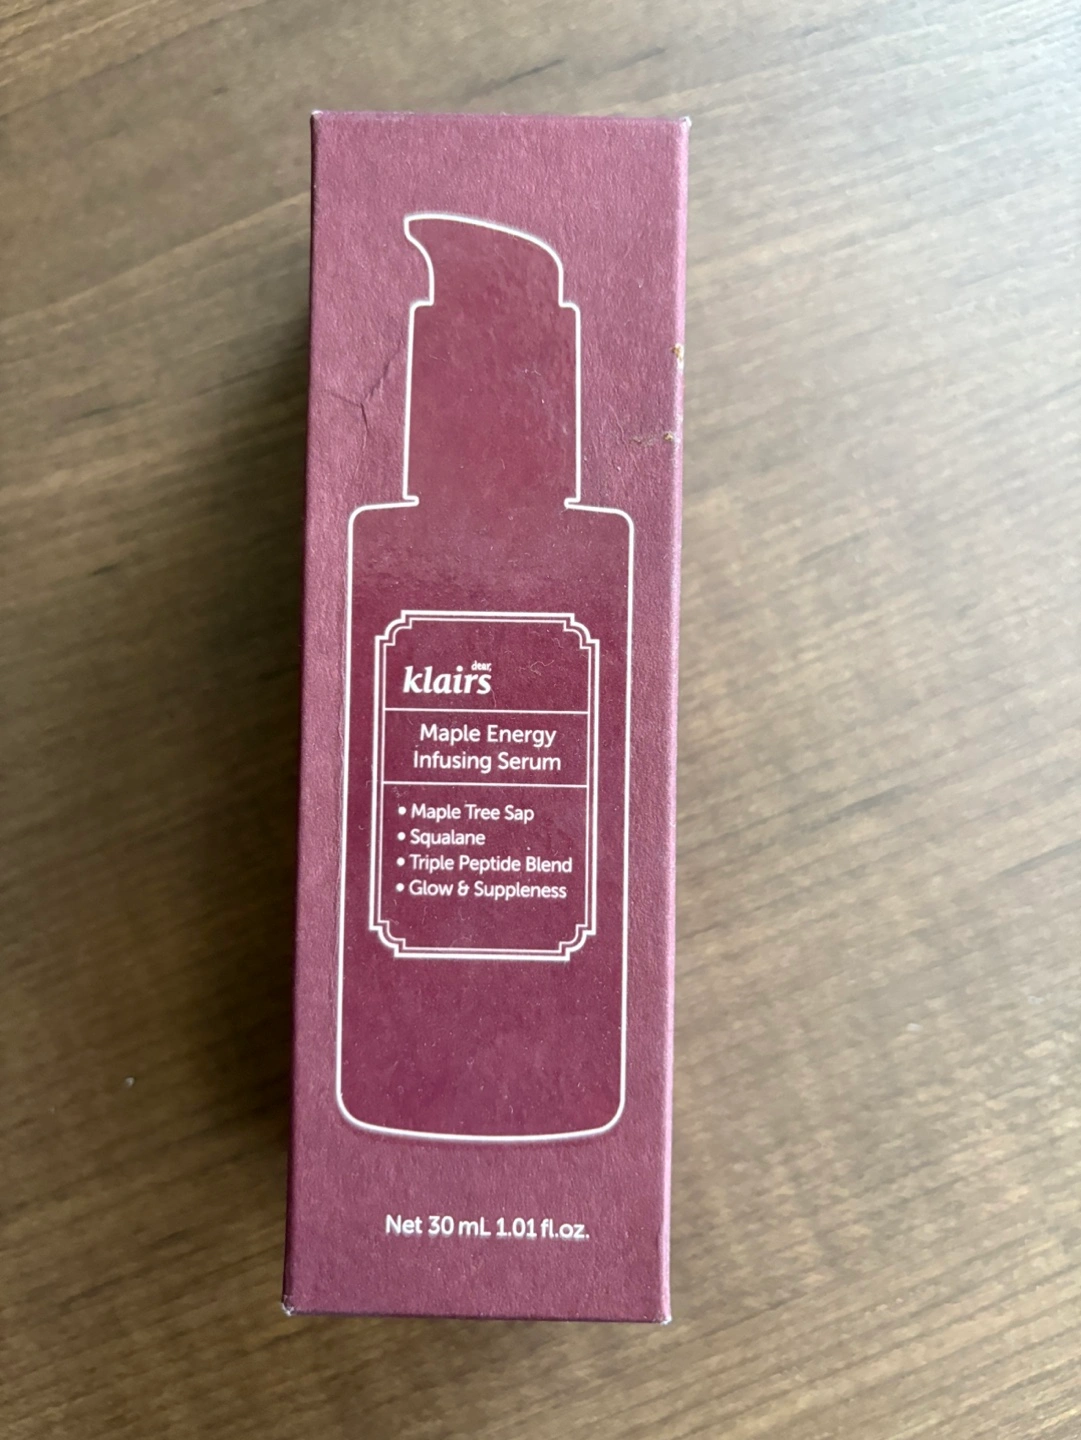 dear,
klairs
Maple Energy
Infusing Serum
• Maple Tree Sap
• Squalane
• Triple Peptide Blend
• Glow & Suppleness
Net 30 mL 1.01 fl.oz.